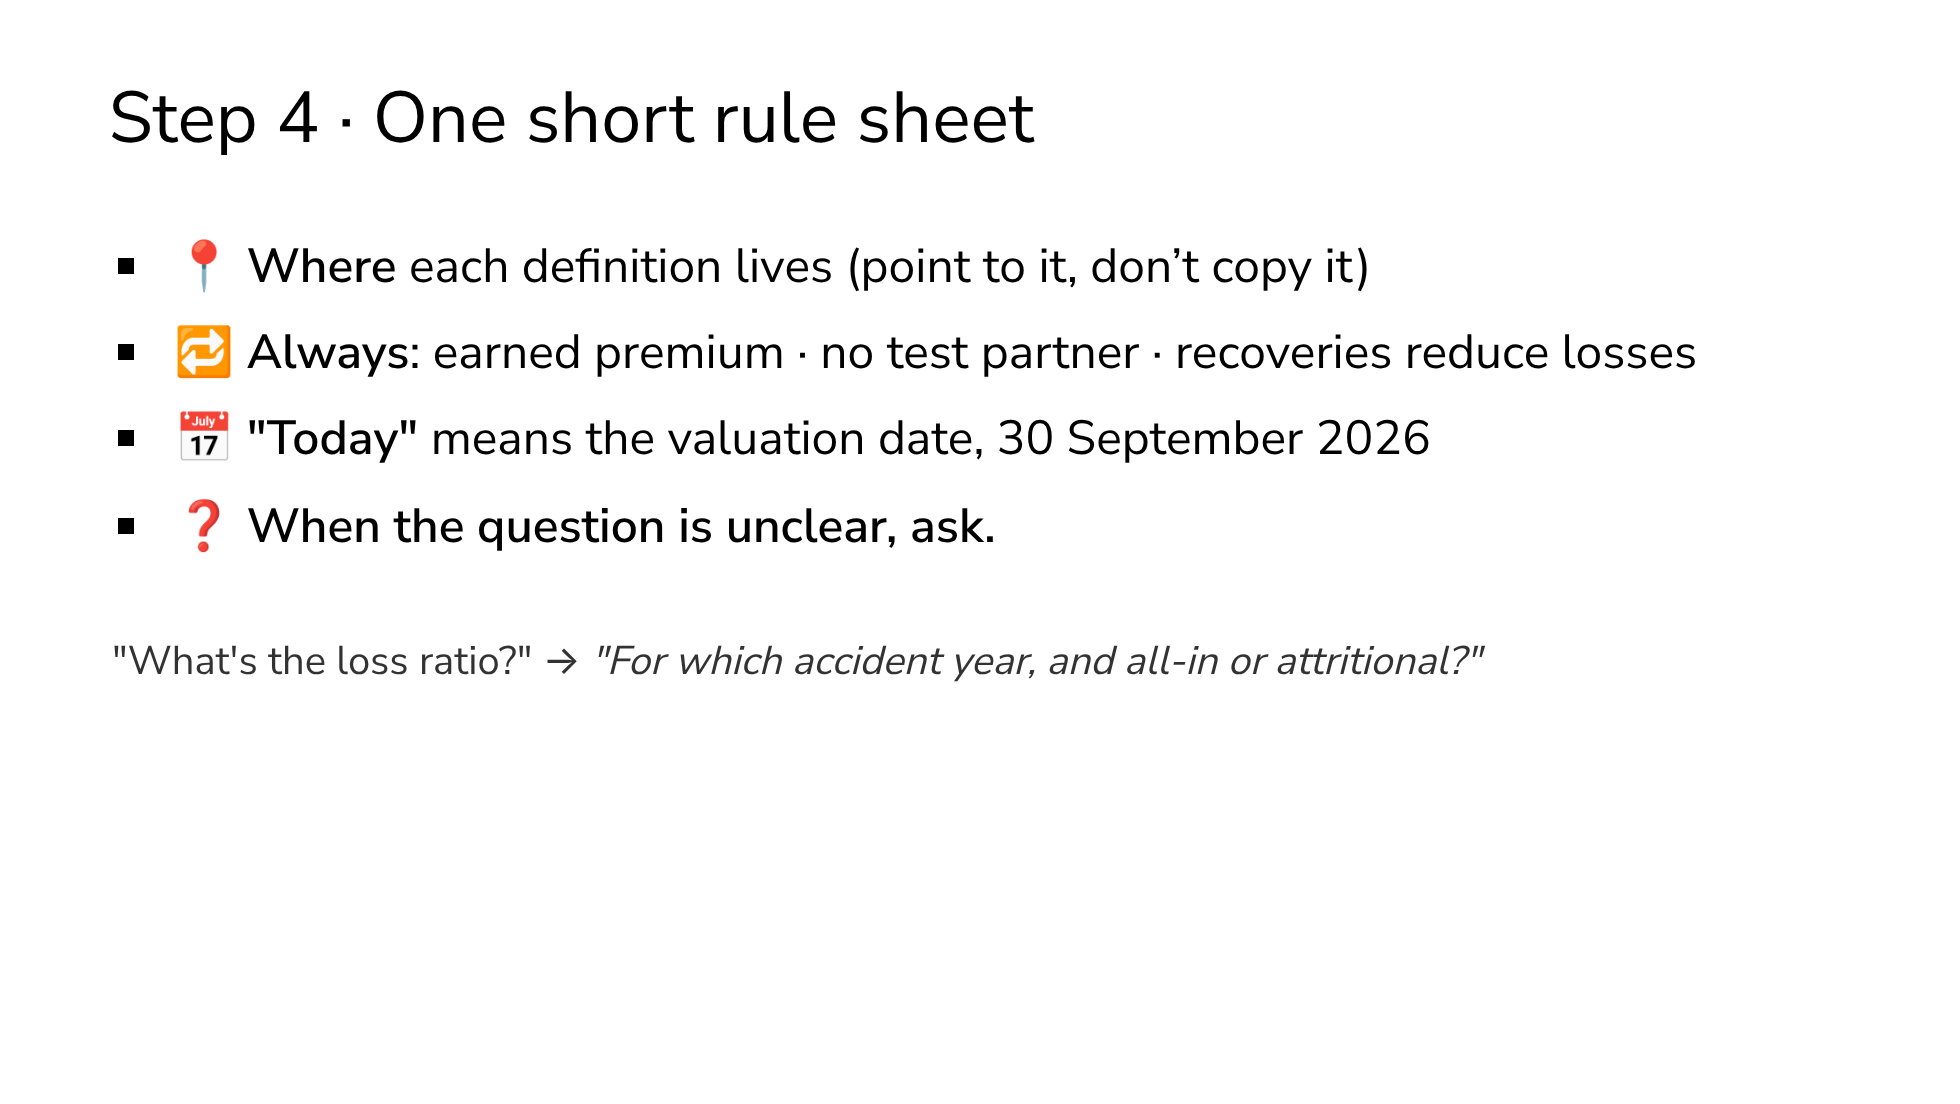 Step 4 · One short rule sheet
▪ 📍 Where each definition lives (point to it, don’t copy it)
▪ 🔁 Always: earned premium · no test partner · recoveries reduce losses
▪ 📅 "Today" means the valuation date, 30 September 2026
▪ ❓ When the question is unclear, ask.
"What's the loss ratio?" → "For which accident year, and all-in or attritional?"